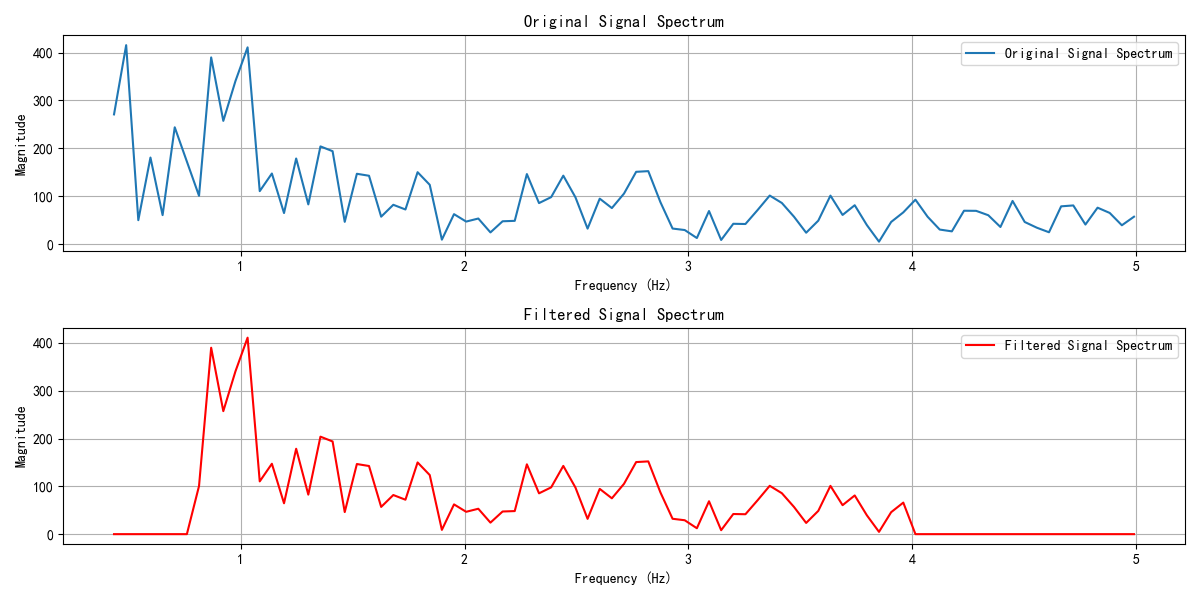 Original Signal Spectrum
Original Signal Spectrum
Magnitude
400
300
200
100
0
1
2
3
4
5
Frequency (Hz)
Filtered Signal Spectrum
Filtered Signal Spectrum
Magnitude
400
300
200
100
0
1
2
3
4
5
Frequency (Hz)